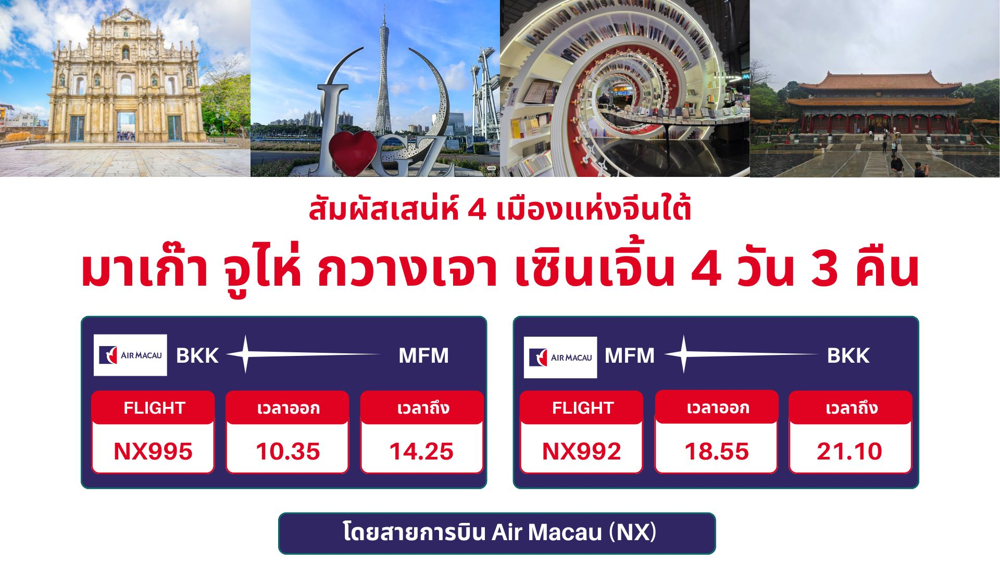 I GZ
สัมผัสเสน่ห์ 4 เมืองแห่งจีนใต้
มาเก๊า จูไห่ กวางเจา เซินเจิ้น 4 วัน 3 คืน
AIR MACAU BKK MFM
FLIGHT เวลาออก เวลาถึง
NX995 10.35 14.25
AIR MACAU MFM BKK
FLIGHT เวลาออก เวลาถึง
NX992 18.55 21.10
โดยสายการบิน Air Macau (NX)